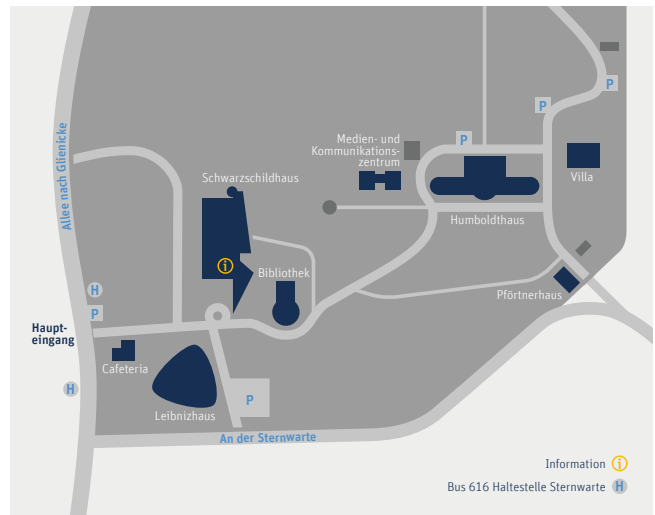 P
P
P
Medien- und
Kommunikations-
zentrum
Villa
Allee nach Glienicke
Schwarzschildhaus
Humboldthaus
i
Bibliothek
H
Pförtnerhaus
P
Haupt-
eingang
Cafeteria
H
P
Leibnizhaus
An der Sternwarte
Information i
Bus 616 Haltestelle Sternwarte H